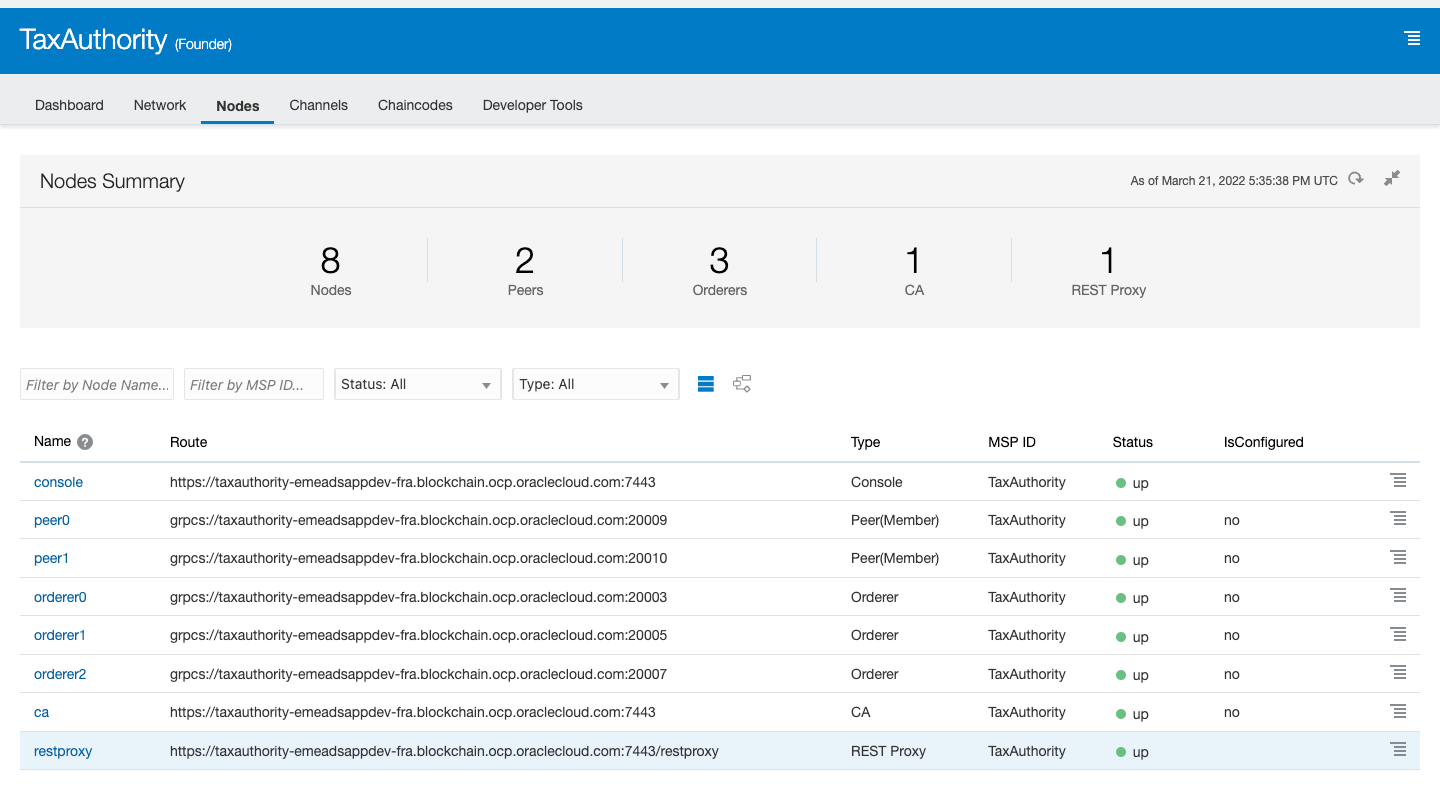 TaxAuthority (Founder)
Dashboard Network Nodes Channels Chaincodes Developer Tools
Nodes Summary As of March 21, 2022 5:35:38 PM UTC
8 2 3 1 1
Nodes Peers Orderers CA REST Proxy
Filter by Node Name... Filter by MSP ID... Status: All Type: All
Name ? Route Type MSP ID Status IsConfigured
console https://taxauthority-emeadsappdev-fra.blockchain.ocp.oraclecloud.com:7443 Console TaxAuthority up
peer0 grpcs://taxauthority-emeadsappdev-fra.blockchain.ocp.oraclecloud.com:20009 Peer(Member) TaxAuthority up no
peer1 grpcs://taxauthority-emeadsappdev-fra.blockchain.ocp.oraclecloud.com:20010 Peer(Member) TaxAuthority up no
orderer0 grpcs://taxauthority-emeadsappdev-fra.blockchain.ocp.oraclecloud.com:20003 Orderer TaxAuthority up no
orderer1 grpcs://taxauthority-emeadsappdev-fra.blockchain.ocp.oraclecloud.com:20005 Orderer TaxAuthority up no
orderer2 grpcs://taxauthority-emeadsappdev-fra.blockchain.ocp.oraclecloud.com:20007 Orderer TaxAuthority up no
ca https://taxauthority-emeadsappdev-fra.blockchain.ocp.oraclecloud.com:7443 CA TaxAuthority up no
restproxy https://taxauthority-emeadsappdev-fra.blockchain.ocp.oraclecloud.com:7443/restproxy REST Proxy TaxAuthority up